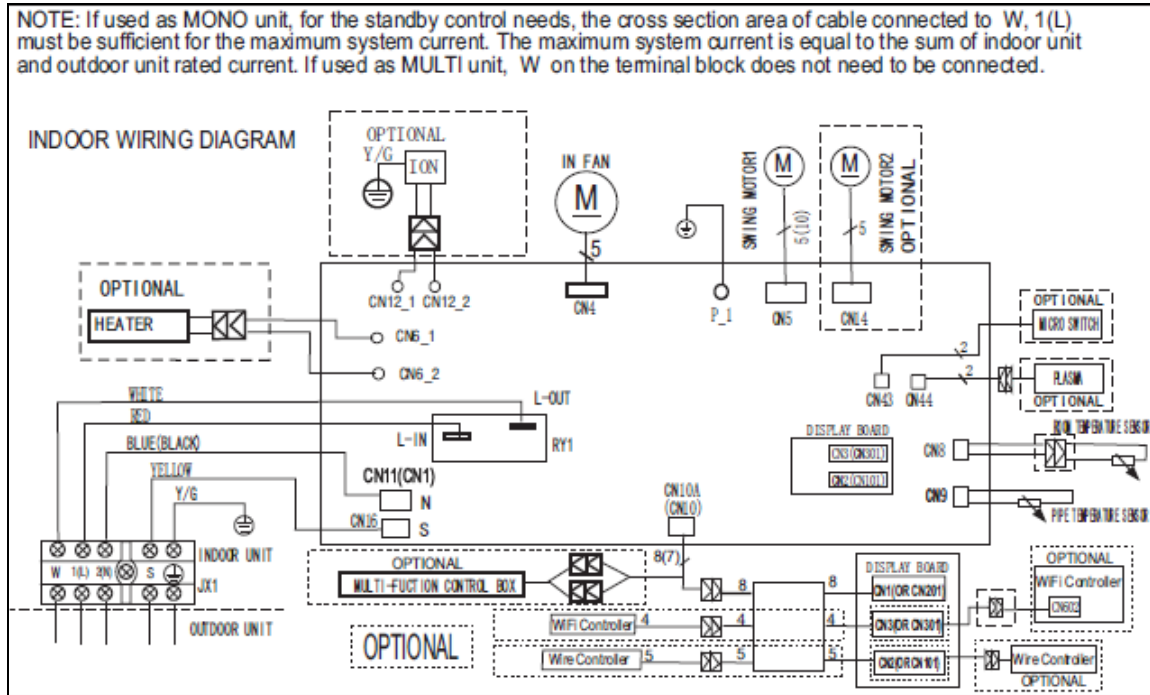 NOTE: If used as MONO unit, for the standby control needs, the cross section area of cable connected to W, 1(L)
must be sufficient for the maximum system current. The maximum system current is equal to the sum of indoor unit
and outdoor unit rated current. If used as MULTI unit, W on the terminal block does not need to be connected.
INDOOR WIRING DIAGRAM
OPTIONAL
Y/G
ION
IN FAN
M
5
SWING MOTOR1
M
5(10)
M
5
SWING MOTOR2
OPTIONAL
CN12_1
CN12_2
CN4
P_1
CN5
CN14
OPTIONAL
HEATER
CN6_1
CN6_2
OPTIONAL
MICRO SWITCH
2
2
CN43
CN44
PLASMA
OPTIONAL
WHITE
RED
BLUE(BLACK)
YELLOW
Y/G
L-OUT
L-IN
RY1
CN11(CN1)
N
CN16
S
DISPLAY BOARD
CN3(CN301)
CN2(CN101)
CN8
ROOM TEMPERATURE SENSOR
CN9
PIPE TEMPERATURE SENSOR
CN10A
(CN10)
8(7)
W
1(L)
2(N)
S
INDOOR UNIT
JX1
OUTDOOR UNIT
OPTIONAL
MULTI-FUCTION CONTROL BOX
8
8
DISPLAY BOARD
CN1(OR CN201)
OPTIONAL
WiFi Controller
CN602
WiFi Controller
4
4
4
CN3(OR CN301)
OPTIONAL
Wire Controller
5
5
5
CN2(OR CN101)
Wire Controller
OPTIONAL